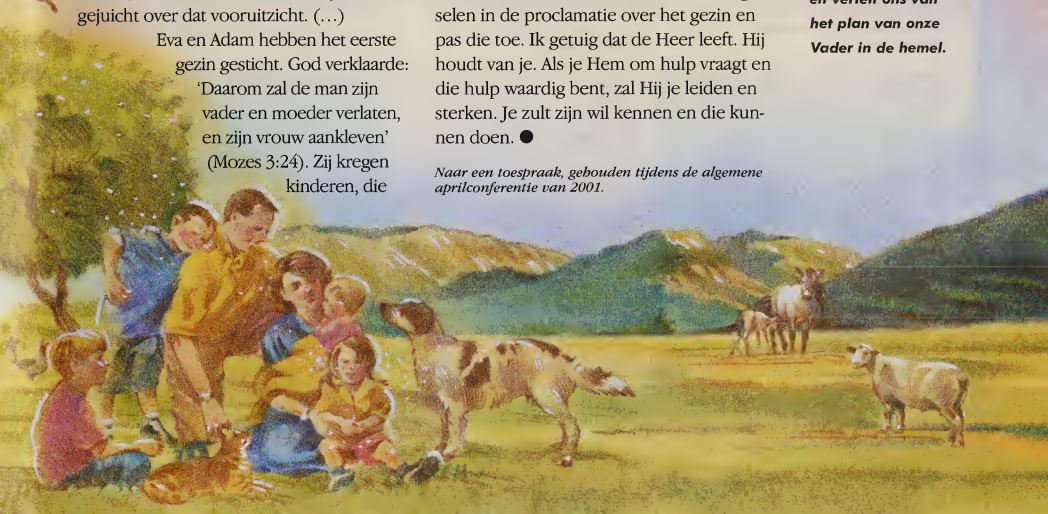 gejuicht over dat vooruitzicht. (…)
Eva en Adam hebben het eerste
gezin gesticht. God verklaarde:
'Daarom zal de man zijn
vader en moeder verlaten,
en zijn vrouw aankleven'
(Mozes 3:24). Zij kregen
kinderen, die
selen in de proclamatie over het gezin en
pas die toe. Ik getuig dat de Heer leeft. Hij
houdt van je. Als je Hem om hulp vraagt en
die hulp waardig bent, zal Hij je leiden en
sterken. Je zult zijn wil kennen en die kun-
nen doen. ●
Naar een toespraak, gehouden tijdens de algemene
aprilconferentie van 2001.
het plan van onze
Vader in de hemel.